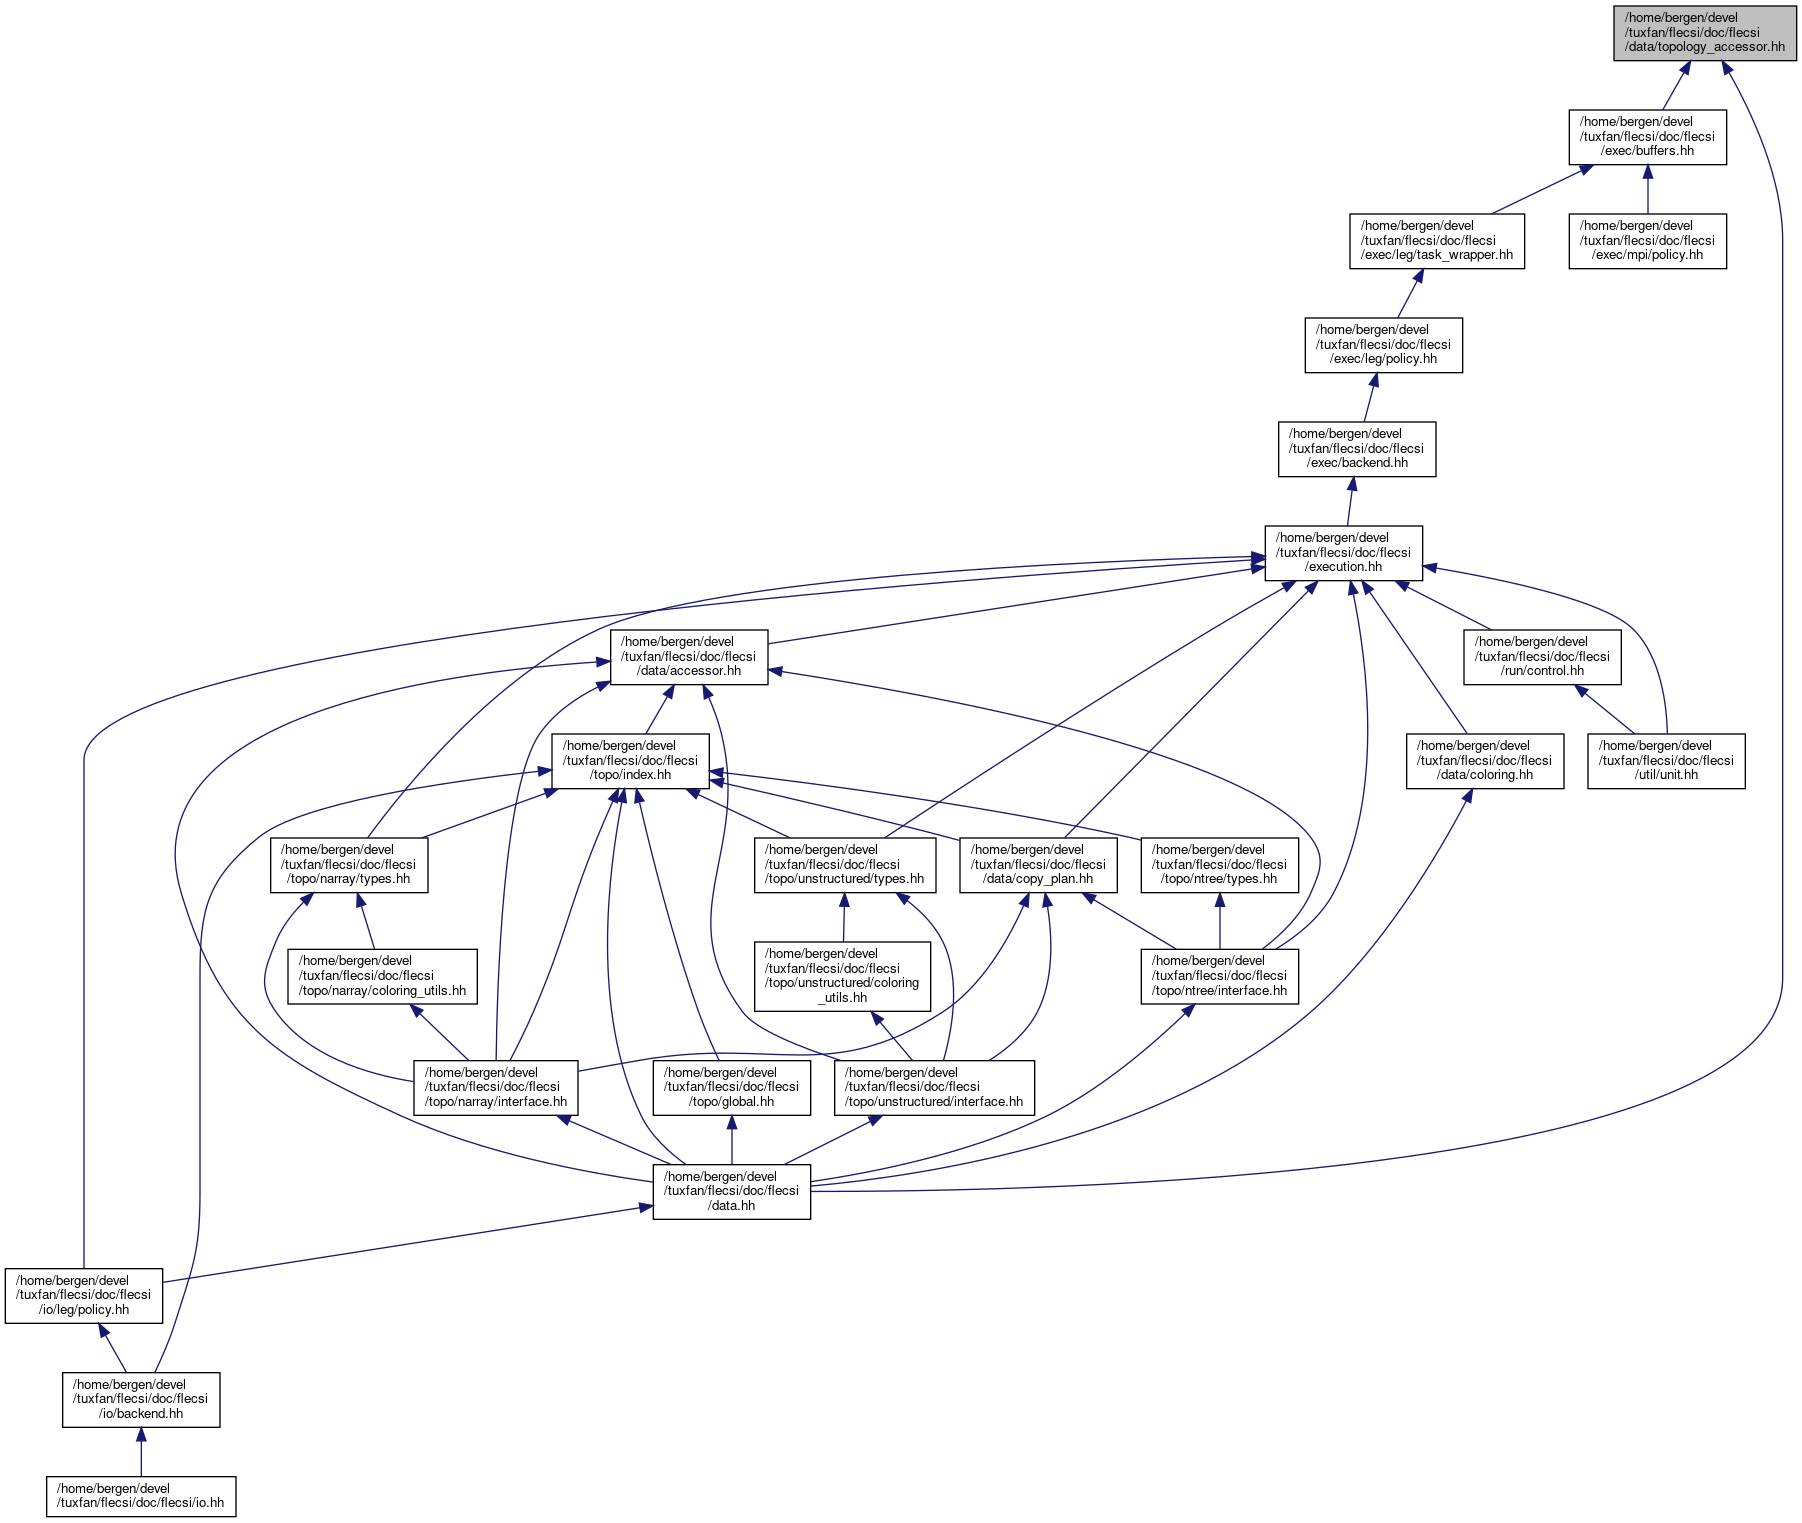 /home/bergen/devel
/tuxfan/flecsi/doc/flecsi
/data/topology_accessor.hh
/home/bergen/devel
/tuxfan/flecsi/doc/flecsi
/exec/buffers.hh
/home/bergen/devel
/tuxfan/flecsi/doc/flecsi
/exec/leg/task_wrapper.hh
/home/bergen/devel
/tuxfan/flecsi/doc/flecsi
/exec/mpi/policy.hh
/home/bergen/devel
/tuxfan/flecsi/doc/flecsi
/exec/leg/policy.hh
/home/bergen/devel
/tuxfan/flecsi/doc/flecsi
/exec/backend.hh
/home/bergen/devel
/tuxfan/flecsi/doc/flecsi
/execution.hh
/home/bergen/devel
/tuxfan/flecsi/doc/flecsi
/data/accessor.hh
/home/bergen/devel
/tuxfan/flecsi/doc/flecsi
/run/control.hh
/home/bergen/devel
/tuxfan/flecsi/doc/flecsi
/topo/index.hh
/home/bergen/devel
/tuxfan/flecsi/doc/flecsi
/data/coloring.hh
/home/bergen/devel
/tuxfan/flecsi/doc/flecsi
/util/unit.hh
/home/bergen/devel
/tuxfan/flecsi/doc/flecsi
/topo/narray/types.hh
/home/bergen/devel
/tuxfan/flecsi/doc/flecsi
/topo/unstructured/types.hh
/home/bergen/devel
/tuxfan/flecsi/doc/flecsi
/data/copy_plan.hh
/home/bergen/devel
/tuxfan/flecsi/doc/flecsi
/topo/ntree/types.hh
/home/bergen/devel
/tuxfan/flecsi/doc/flecsi
/topo/narray/coloring_utils.hh
/home/bergen/devel
/tuxfan/flecsi/doc/flecsi
/topo/unstructured/coloring
_utils.hh
/home/bergen/devel
/tuxfan/flecsi/doc/flecsi
/topo/ntree/interface.hh
/home/bergen/devel
/tuxfan/flecsi/doc/flecsi
/topo/narray/interface.hh
/home/bergen/devel
/tuxfan/flecsi/doc/flecsi
/topo/global.hh
/home/bergen/devel
/tuxfan/flecsi/doc/flecsi
/topo/unstructured/interface.hh
/home/bergen/devel
/tuxfan/flecsi/doc/flecsi
/data.hh
/home/bergen/devel
/tuxfan/flecsi/doc/flecsi
/io/leg/policy.hh
/home/bergen/devel
/tuxfan/flecsi/doc/flecsi
/io/backend.hh
/home/bergen/devel
/tuxfan/flecsi/doc/flecsi/io.hh